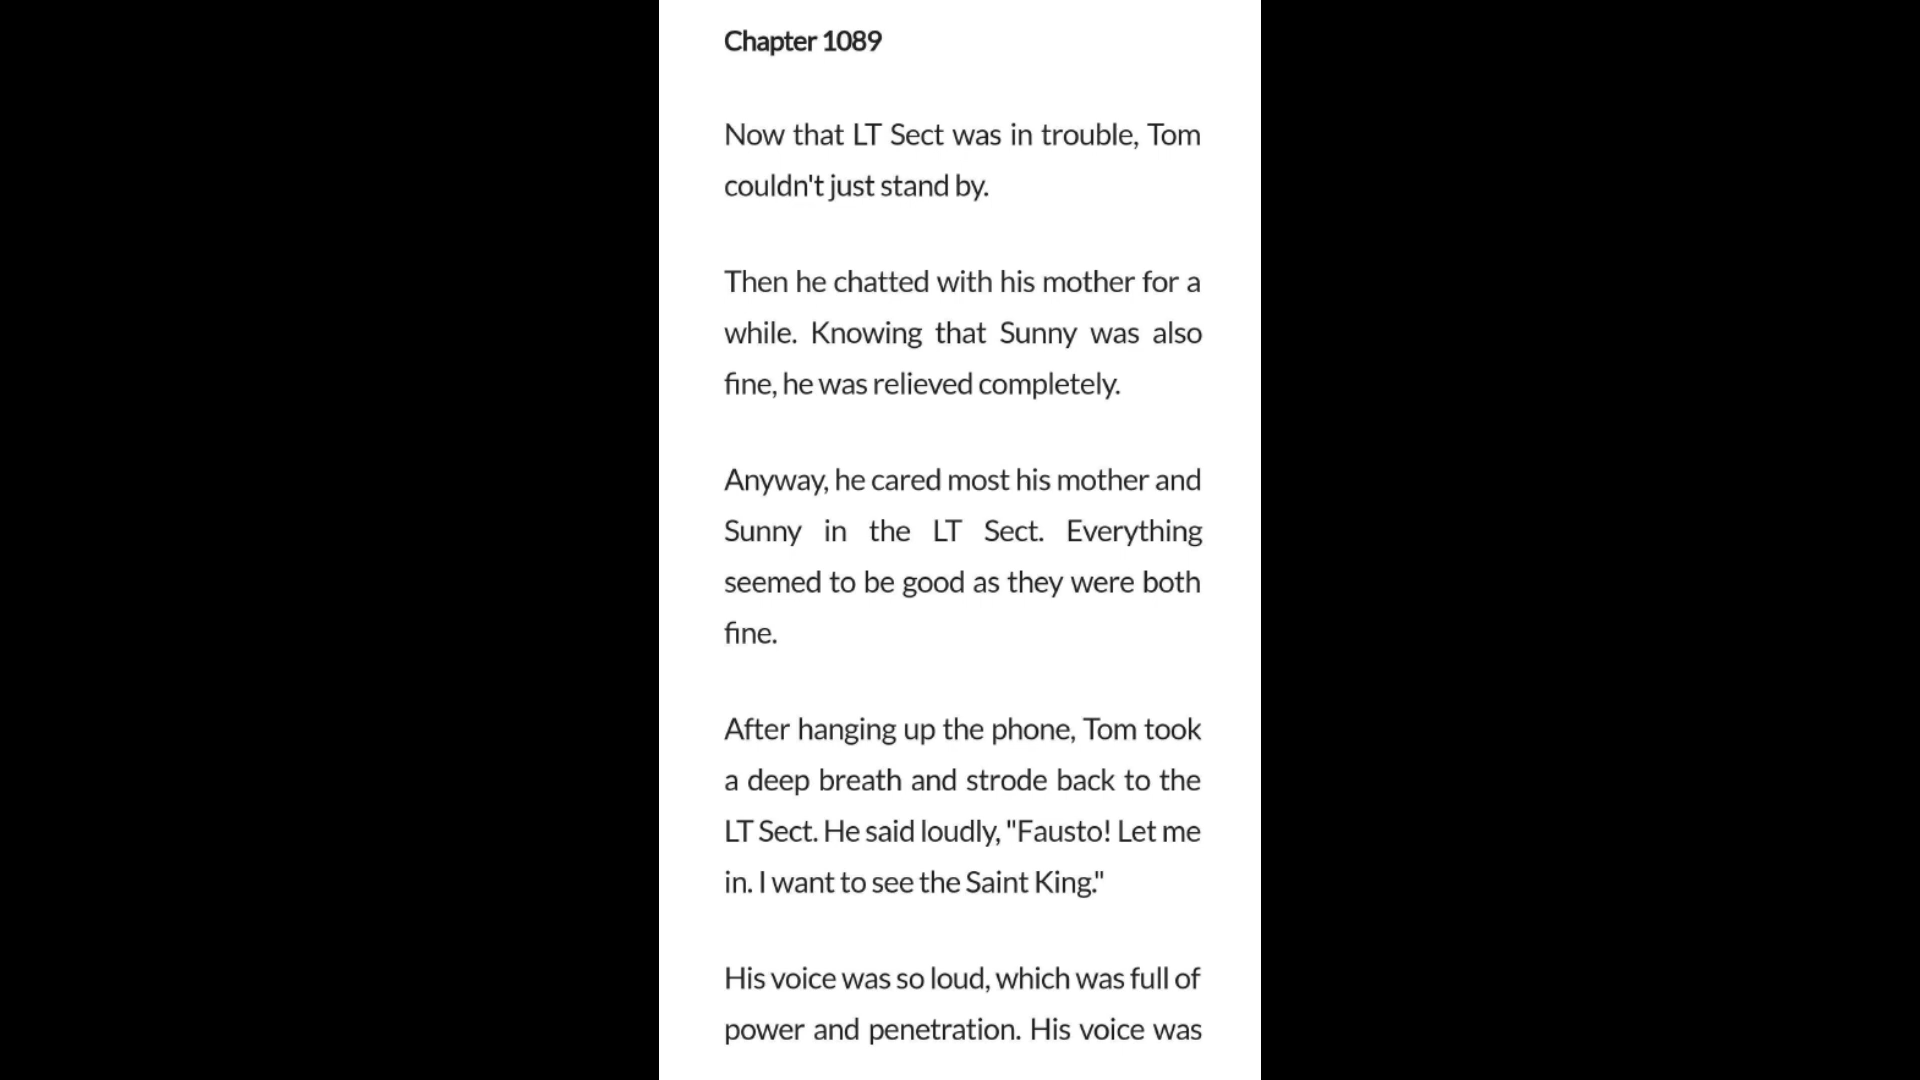 Chapter 1089
Now that LT Sect was in trouble, Tom
couldn't just stand by.
Then he chatted with his mother for a
while. Knowing that Sunny was also
fine, he was relieved completely.
Anyway, he cared most his mother and
Sunny in the LT Sect. Everything
seemed to be good as they were both
fine.
After hanging up the phone, Tom took
a deep breath and strode back to the
LT Sect. He said loudly, "Fausto! Let me
in. I want to see the Saint King."
His voice was so loud, which was full of
power and penetration. His voice was